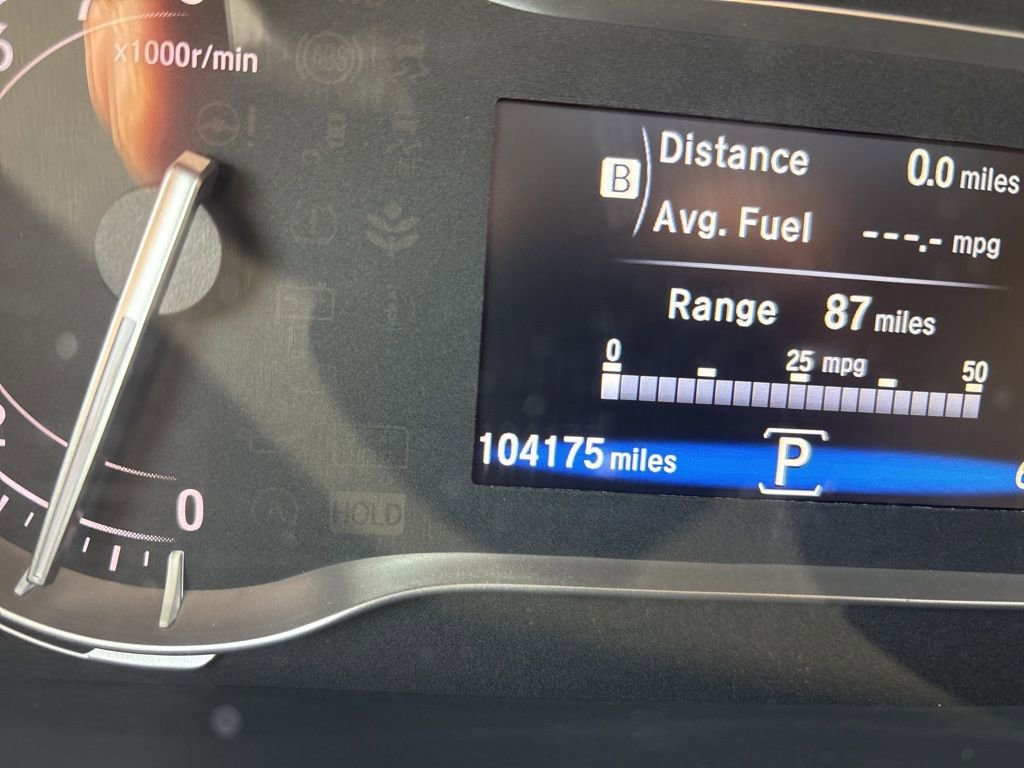 x1000r/min
ABS
B
Distance 0.0 miles
Avg. Fuel ---.- mpg
Range 87 miles
0 25 mpg 50
104175 miles P
0
HOLD